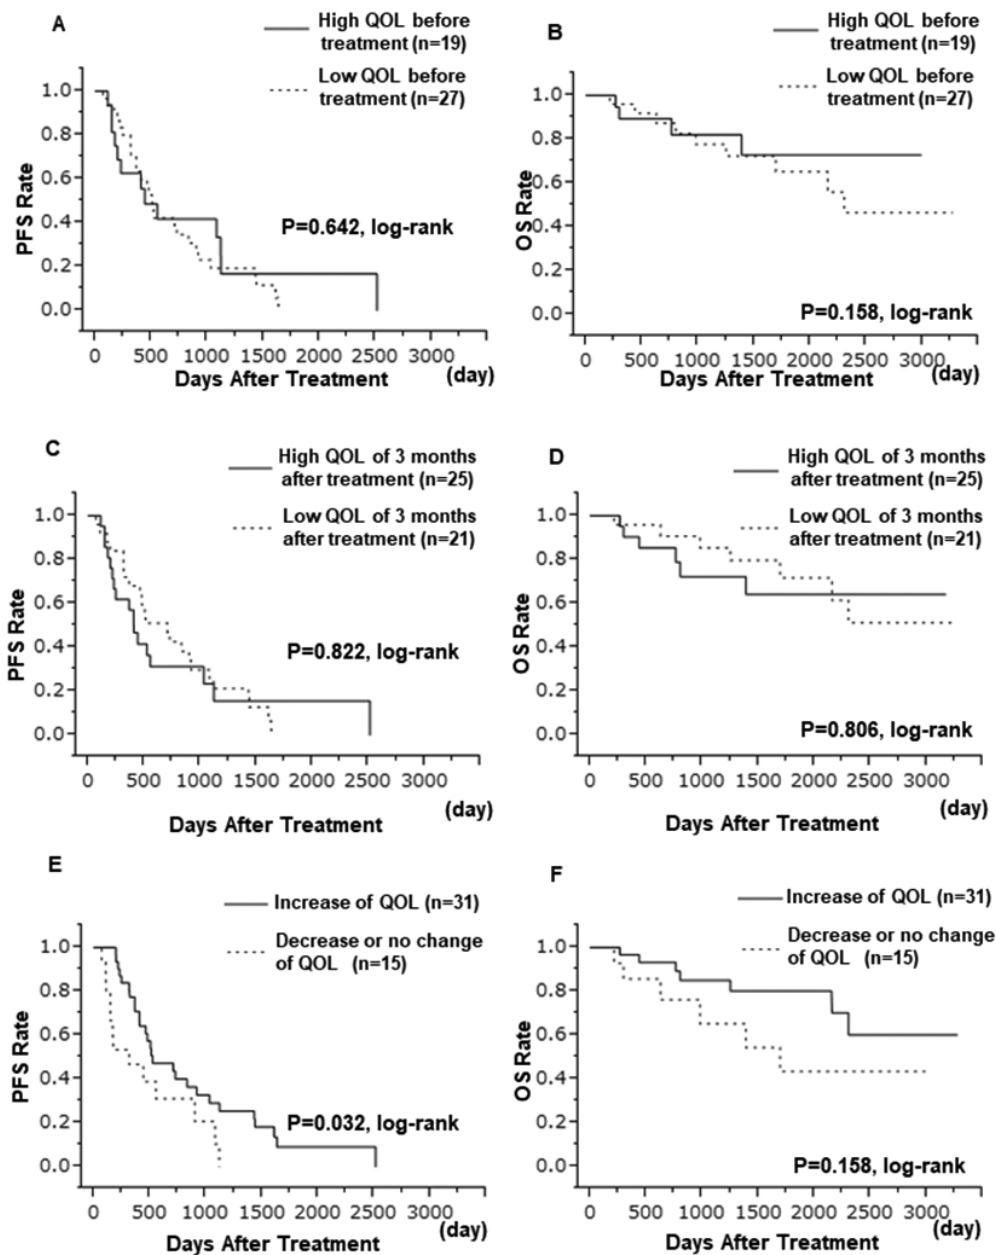 A
High QOL before
treatment (n=19)
Low QOL before
treatment (n=27)
PFS Rate
1.0
0.8
0.6
0.4
0.2
0.0
P=0.642, log-rank
0 500 1000 1500 2000 2500 3000
Days After Treatment (day)
B
High QOL before
treatment (n=19)
Low QOL before
treatment (n=27)
OS Rate
1.0
0.8
0.6
0.4
0.2
0.0
P=0.158, log-rank
0 500 1000 1500 2000 2500 3000
Days After Treatment (day)
C
High QOL of 3 months
after treatment (n=25)
Low QOL of 3 months
after treatment (n=21)
PFS Rate
1.0
0.8
0.6
0.4
0.2
0.0
P=0.822, log-rank
0 500 1000 1500 2000 2500 3000
(day)
Days After Treatment
D
High QOL of 3 months
after treatment (n=25)
Low QOL of 3 months
after treatment (n=21)
OS Rate
1.0
0.8
0.6
0.4
0.2
0.0
P=0.806, log-rank
0 500 1000 1500 2000 2500 3000
(day)
Days After Treatment
E
Increase of QOL (n=31)
Decrease or no change
of QOL (n=15)
PFS Rate
1.0
0.8
0.6
0.4
0.2
0.0
P=0.032, log-rank
0 500 1000 1500 2000 2500 3000
(day)
Days After Treatment
F
Increase of QOL (n=31)
Decrease or no change
of QOL (n=15)
OS Rate
1.0
0.8
0.6
0.4
0.2
0.0
P=0.158, log-rank
0 500 1000 1500 2000 2500 3000
(day)
Days After Treatment